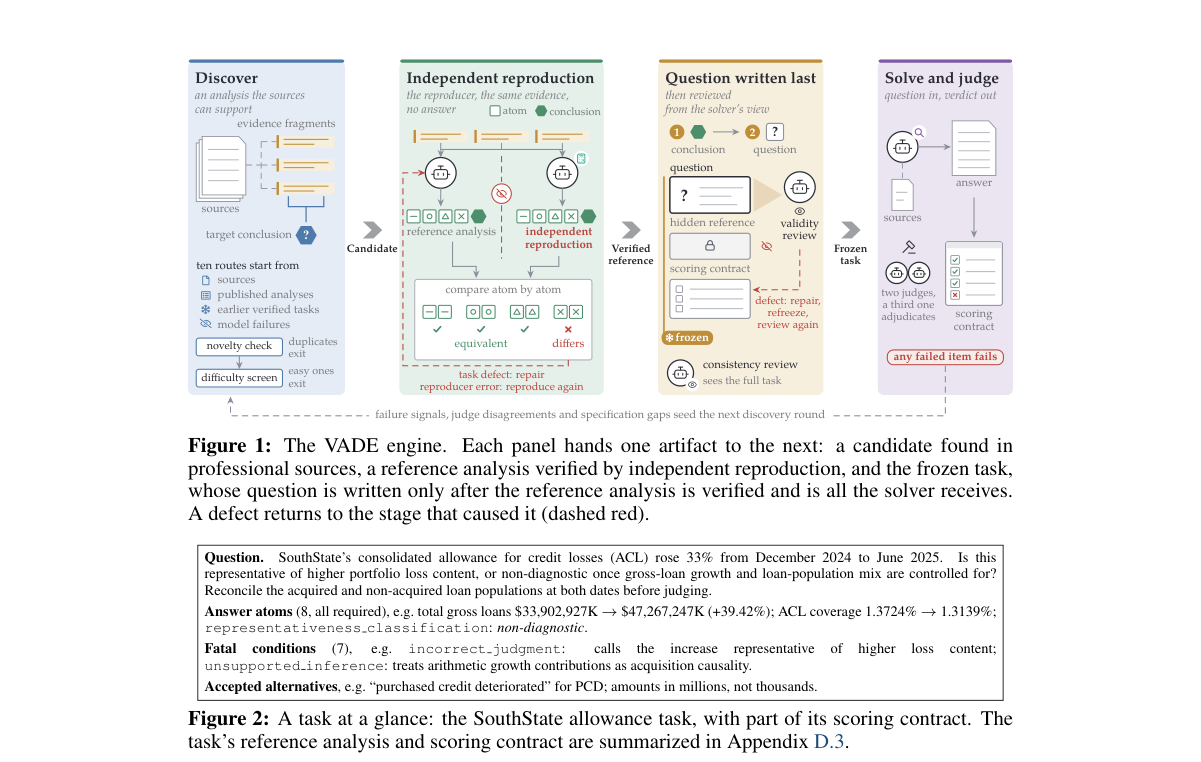 Discover
an analysis the sources
can support
evidence fragments
sources
target conclusion
?
ten routes start from
sources
published analyses
earlier verified tasks
model failures
novelty check
duplicates
exit
difficulty screen
easy ones
exit
Candidate
Independent reproduction
the reproducer, the same evidence,
no answer
atom
conclusion
reference analysis
independent
reproduction
compare atom by atom
equivalent
differs
task defect: repair
reproducer error: reproduce again
Verified
reference
Question written last
then reviewed
from the solver's view
1
2
?
conclusion
question
question
?
hidden reference
validity
review
scoring contract
defect: repair,
refreeze,
review again
frozen
consistency review
sees the full task
Frozen
task
Solve and judge
question in, verdict out
answer
sources
two judges,
a third one
adjudicates
scoring
contract
any failed item fails
failure signals, judge disagreements and specification gaps seed the next discovery round
Figure 1: The VADE engine. Each panel hands one artifact to the next: a candidate found in
professional sources, a reference analysis verified by independent reproduction, and the frozen task,
whose question is written only after the reference analysis is verified and is all the solver receives.
A defect returns to the stage that caused it (dashed red).
Question. SouthState's consolidated allowance for credit losses (ACL) rose 33% from December 2024 to June 2025. Is this
representative of higher portfolio loss content, or non-diagnostic once gross-loan growth and loan-population mix are controlled for?
Reconcile the acquired and non-acquired loan populations at both dates before judging.
Answer atoms (8, all required), e.g. total gross loans $33,902,927K → $47,267,247K (+39.42%); ACL coverage 1.3724% → 1.3139%;
representativeness_classification: non-diagnostic.
Fatal conditions (7), e.g. incorrect_judgment: calls the increase representative of higher loss content;
unsupported_inference: treats arithmetic growth contributions as acquisition causality.
Accepted alternatives, e.g. "purchased credit deteriorated" for PCD; amounts in millions, not thousands.
Figure 2: A task at a glance: the SouthState allowance task, with part of its scoring contract. The
task's reference analysis and scoring contract are summarized in Appendix D.3.